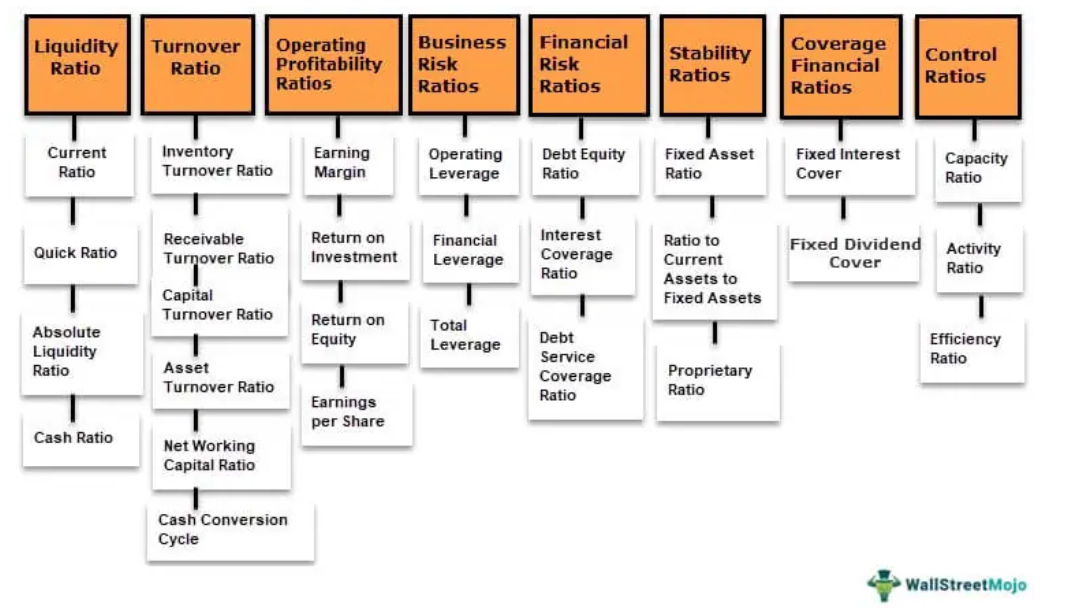 Liquidity
Ratio
Turnover
Ratio
Operating
Profitability
Ratios
Business
Risk
Ratios
Financial
Risk
Ratios
Stability
Ratios
Coverage
Financial
Ratios
Control
Ratios
Current
Ratio
Quick Ratio
Absolute
Liquidity
Ratio
Cash Ratio
Inventory
Turnover Ratio
Receivable
Turnover Ratio
Capital
Turnover Ratio
Asset
Turnover Ratio
Net Working
Capital Ratio
Cash Conversion
Cycle
Earning
Margin
Return on
Investment
Return on
Equity
Earnings
per Share
Operating
Leverage
Financial
Leverage
Total
Leverage
Debt Equity
Ratio
Interest
Coverage
Ratio
Debt
Service
Coverage
Ratio
Fixed Asset
Ratio
Ratio to
Current
Assets to
Fixed Assets
Proprietary
Ratio
Fixed Interest
Cover
Fixed Dividend
Cover
Capacity
Ratio
Activity
Ratio
Efficiency
Ratio
WallStreetMojo